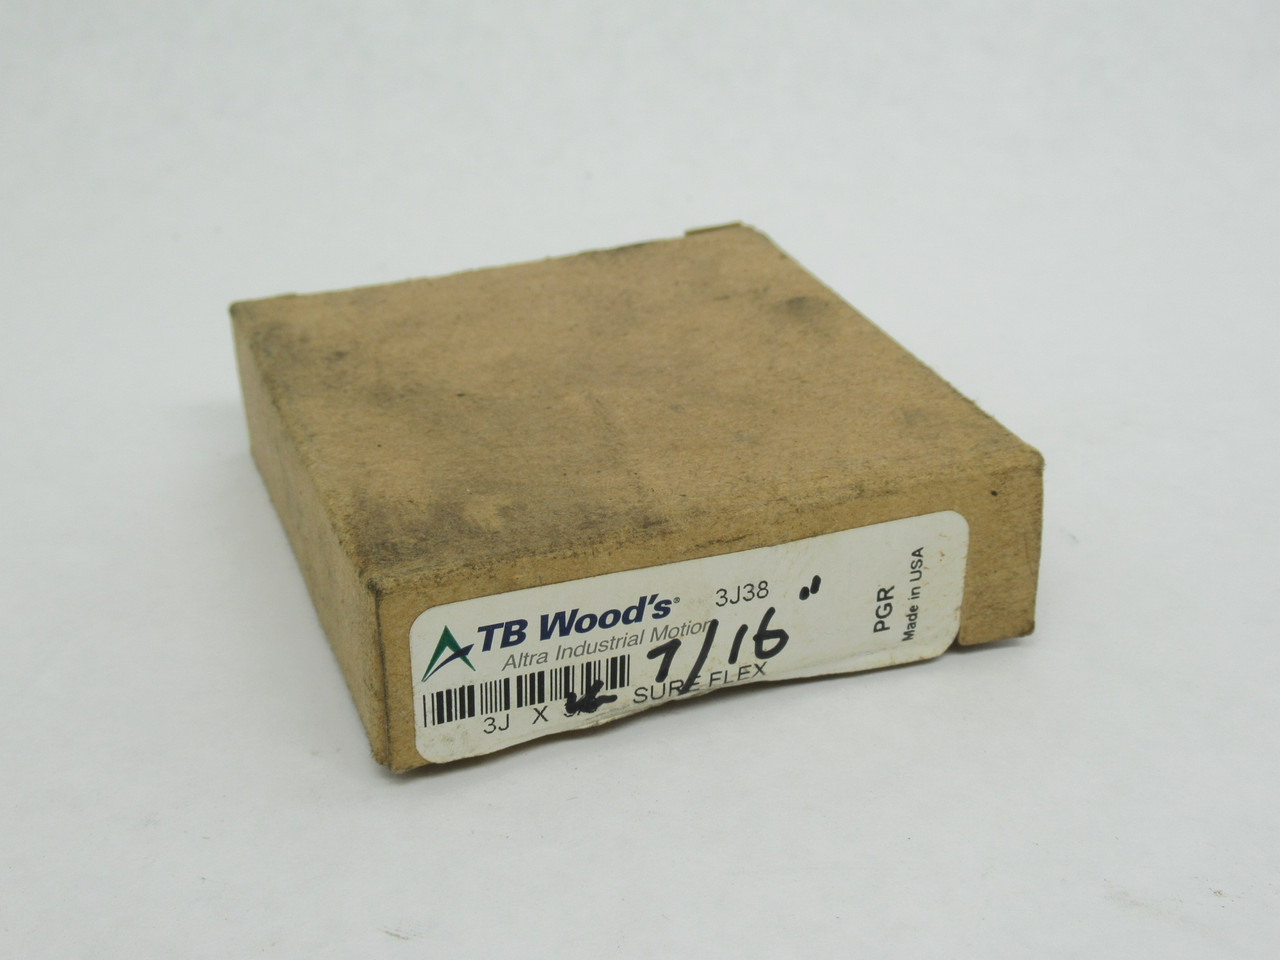 TB Wood's® 3J38
Altra Industrial Motion
7/16"
3J X SURE FLEX
PGR
Made in USA